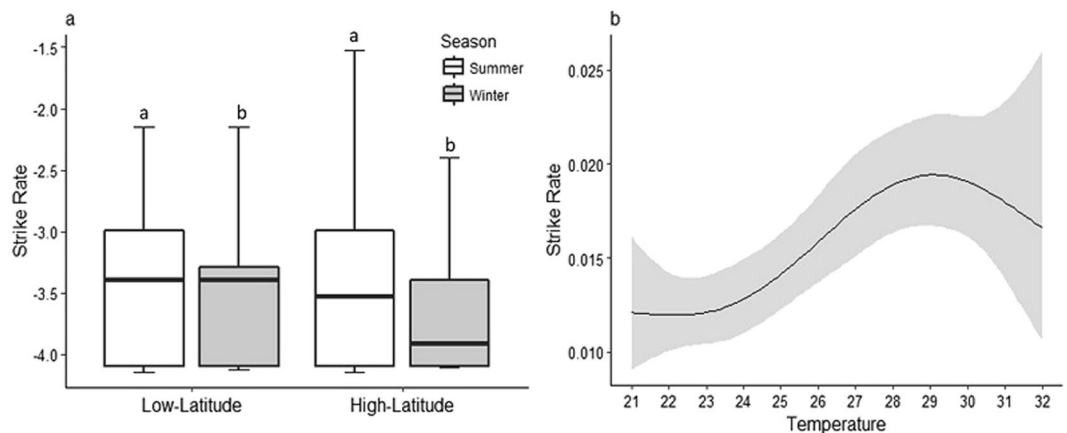 a
Season
Summer
Winter
a
b
a
b
-1.5
-2.0
-2.5
-3.0
-3.5
-4.0
Strike Rate
Low-Latitude
High-Latitude
b
0.025
0.020
0.015
0.010
Strike Rate
21 22 23 24 25 26 27 28 29 30 31 32
Temperature